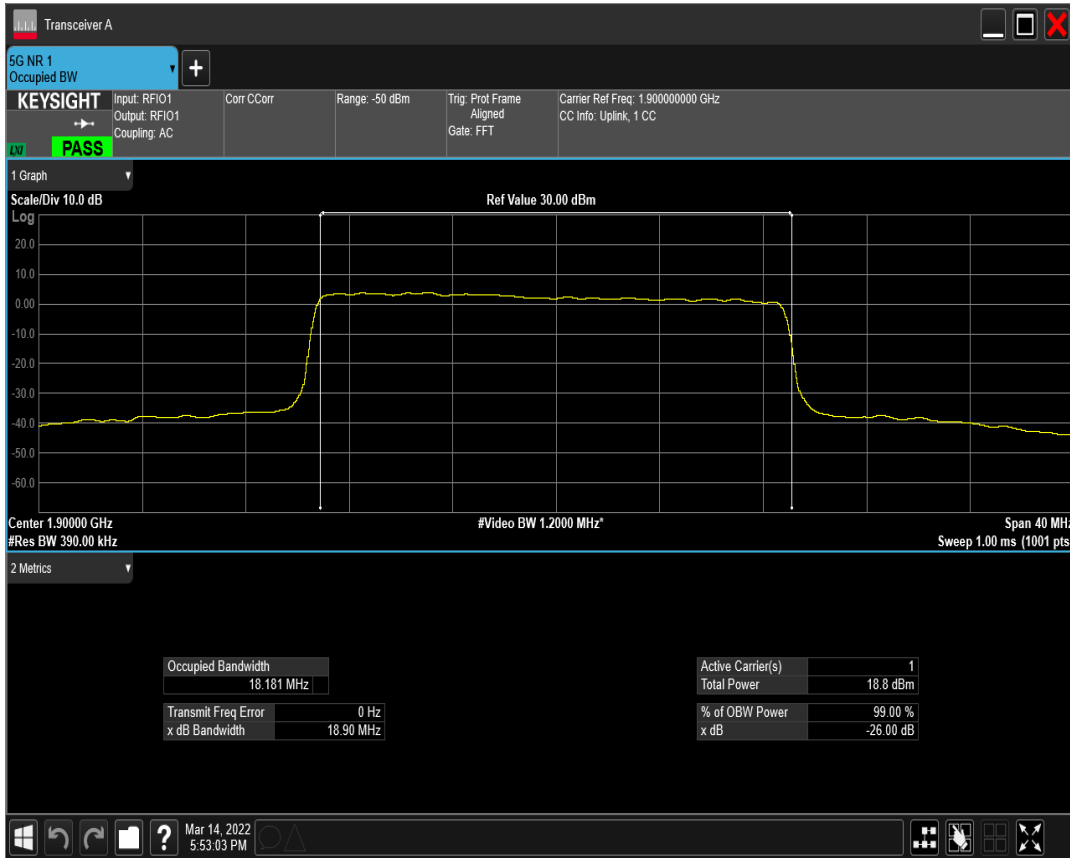 Transceiver A
5G NR 1
Occupied BW
+
KEYSIGHT
LXI
PASS
Input: RFIO1
Output: RFIO1
Coupling: AC
Corr CCorr
Range: -50 dBm
Trig: Prot Frame
Aligned
Gate: FFT
Carrier Ref Freq: 1.900000000 GHz
CC Info: Uplink, 1 CC
1 Graph
Scale/Div 10.0 dB
Ref Value 30.00 dBm
Log
20.0
10.0
0.00
-10.0
-20.0
-30.0
-40.0
-50.0
-60.0
Center 1.90000 GHz
#Video BW 1.2000 MHz*
Span 40 MHz
#Res BW 390.00 kHz
Sweep 1.00 ms (1001 pts
2 Metrics
Occupied Bandwidth
18.181 MHz
Transmit Freq Error 0 Hz
x dB Bandwidth 18.90 MHz
Active Carrier(s) 1
Total Power 18.8 dBm
% of OBW Power 99.00 %
x dB -26.00 dB
?
Mar 14, 2022
5:53:03 PM